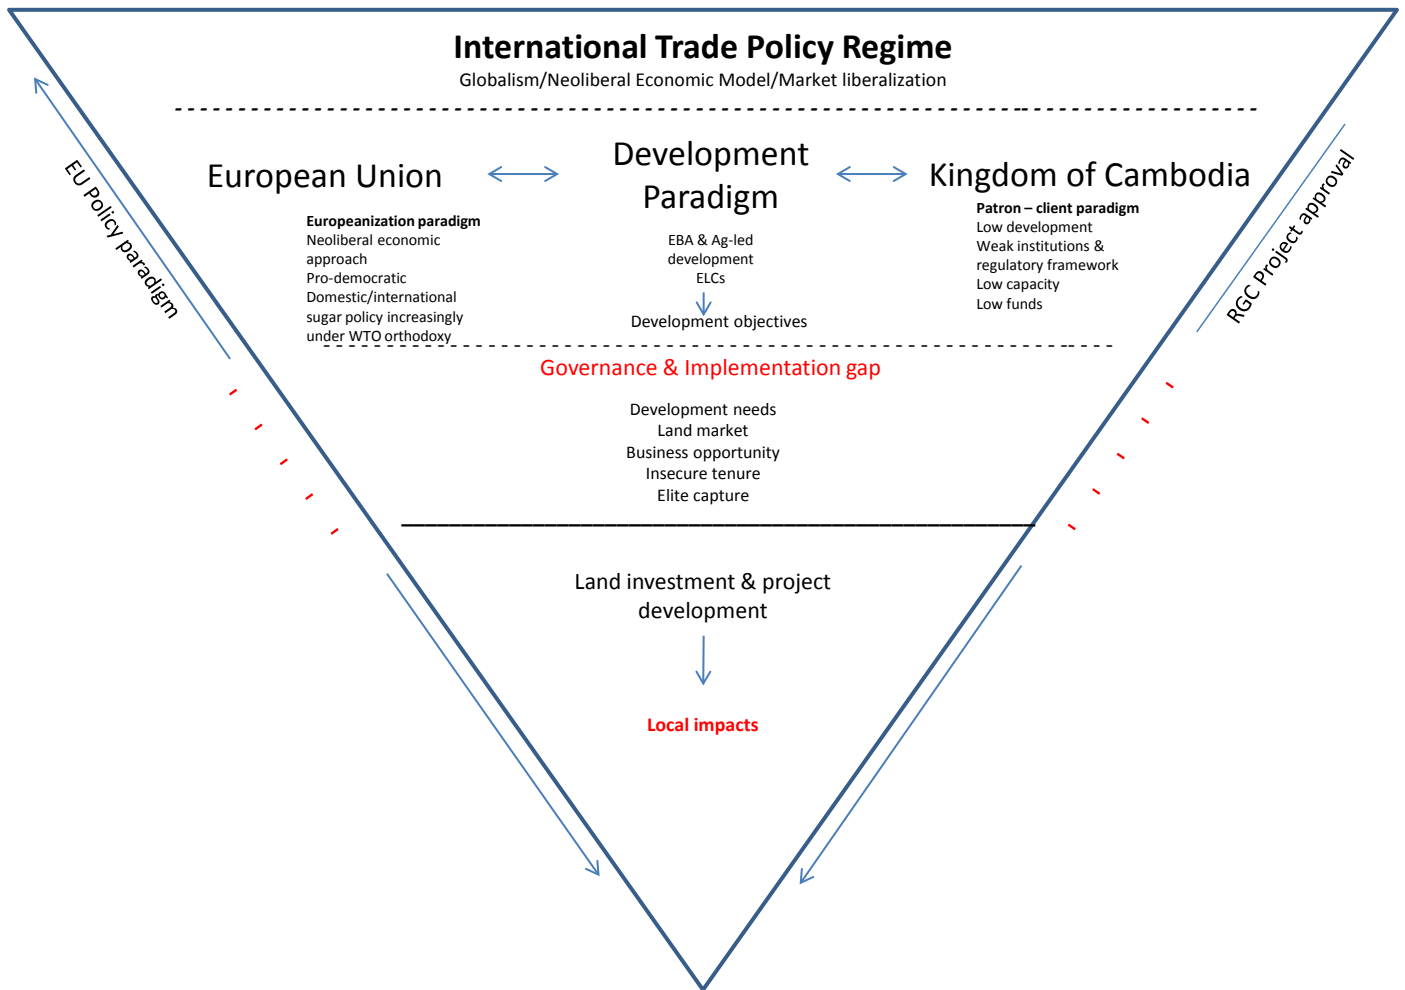 International Trade Policy Regime
Globalism/Neoliberal Economic Model/Market liberalization
EU Policy paradigm
European Union
Europeanization paradigm
Neoliberal economic
approach
Pro-democratic
Domestic/international
sugar policy increasingly
under WTO orthodoxy
Development
Paradigm
EBA & Ag-led
development
ELCs
Development objectives
Kingdom of Cambodia
Patron – client paradigm
Low development
Weak institutions &
regulatory framework
Low capacity
Low funds
RGC Project approval
Governance & Implementation gap
Development needs
Land market
Business opportunity
Insecure tenure
Elite capture
Land investment & project
development
Local impacts